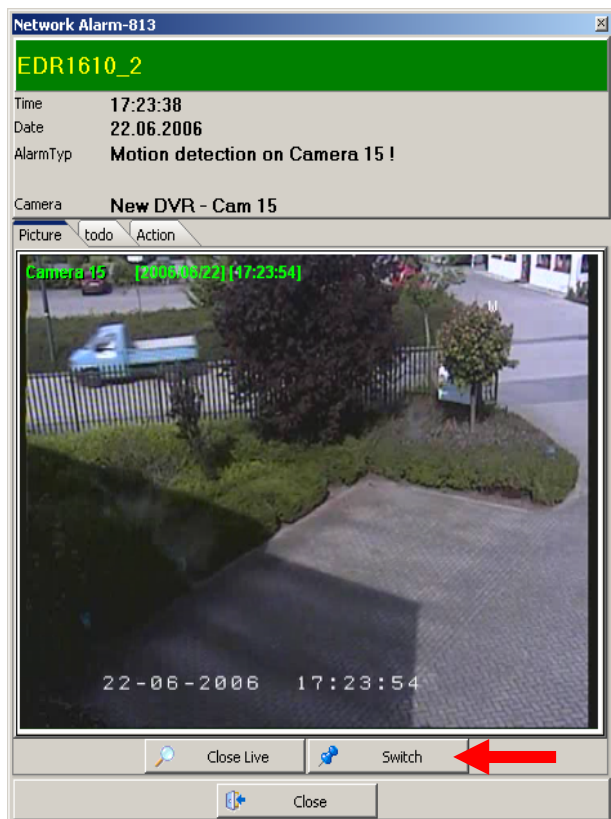 Network Alarm-813
EDR1610_2
Time 17:23:38
Date 22.06.2006
AlarmTyp Motion detection on Camera 15 !
Camera New DVR - Cam 15
Picture todo Action
Camera 15 [2006/06/22] [17:23:54]
W
22-06-2006 17:23:54
Close Live Switch
Close